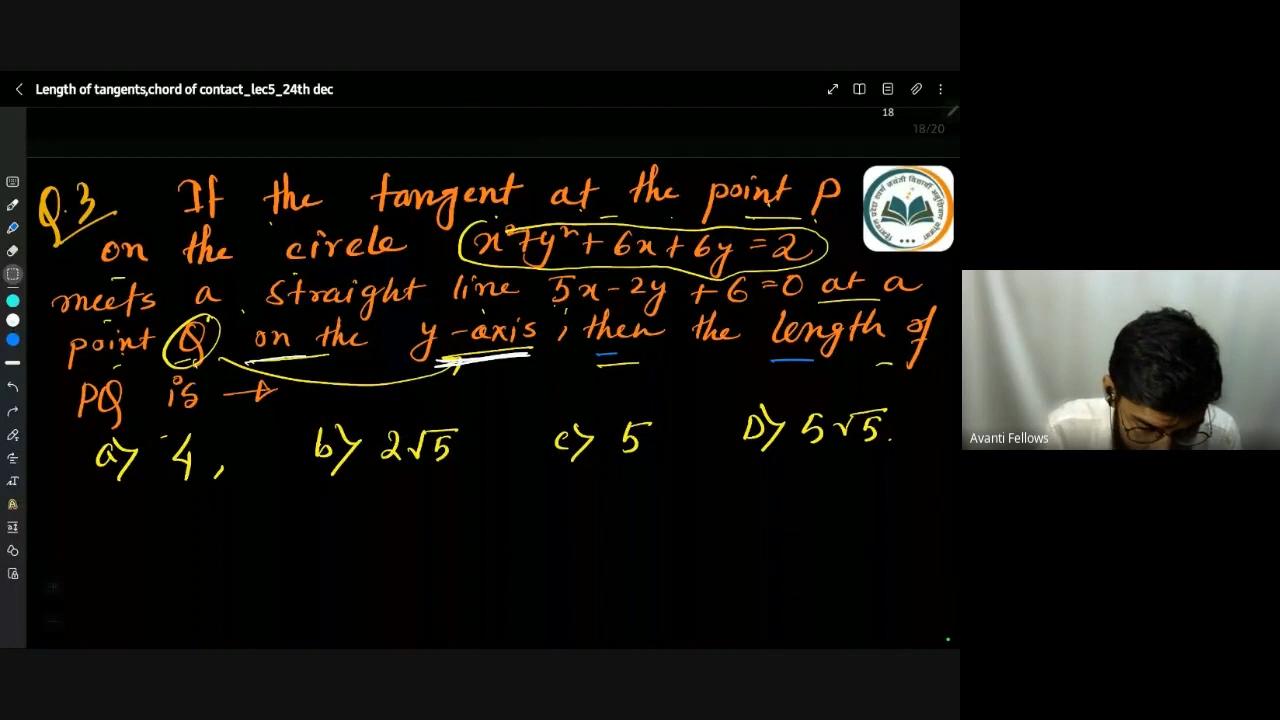 Length of tangents,chord of contact_lec5_24th dec
18
18/20
Q.3 If the tangent at the point P
on the circle x²+y²+6x+6y=2
meets a straight line 5x-2y+6=0 at a
point Q on the y-axis, then the length of
PQ is →
a) 4, b) 2√5 c) 5 D) 5√5.
Avanti Fellows